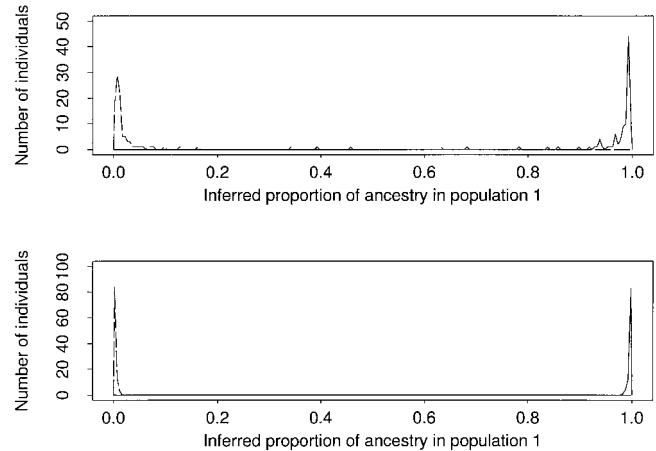 Number of individuals
50
40
30
20
10
0
0.0 0.2 0.4 0.6 0.8 1.0
Inferred proportion of ancestry in population 1
Number of individuals
100
80
60
40
20
0
0.0 0.2 0.4 0.6 0.8 1.0
Inferred proportion of ancestry in population 1